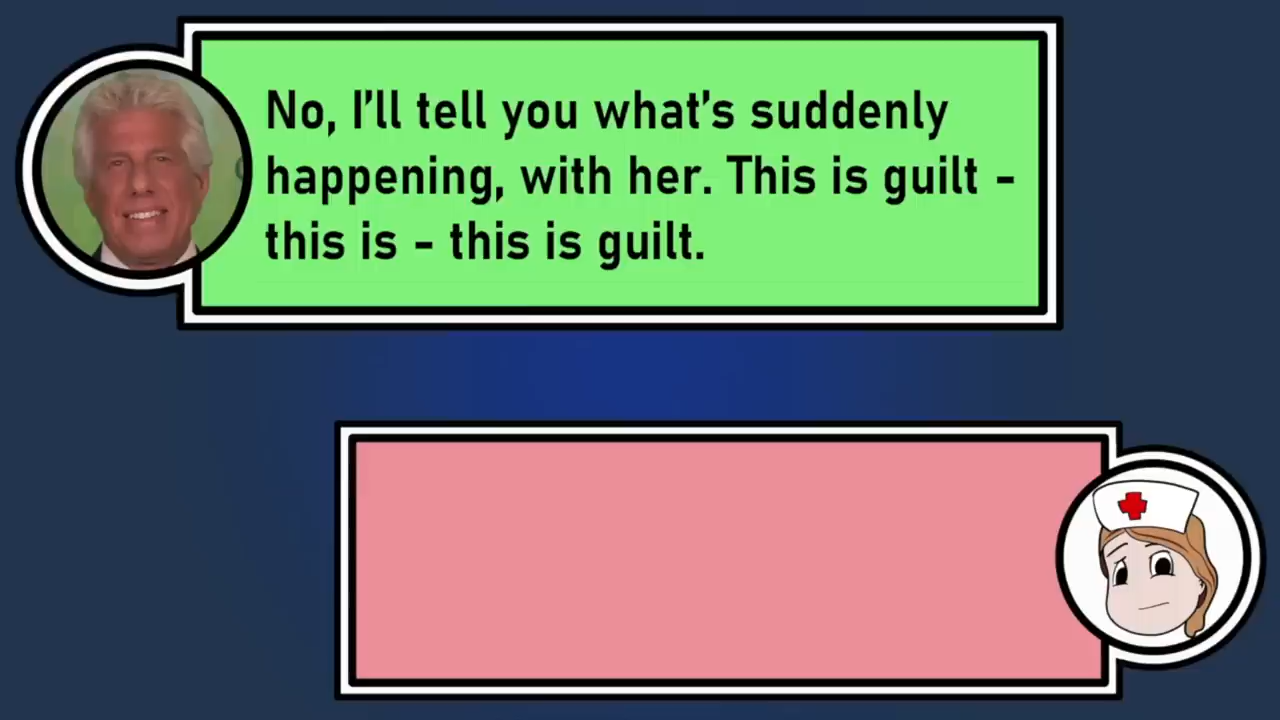 No, I’ll tell you what’s suddenly
happening, with her. This is guilt -
this is - this is guilt.